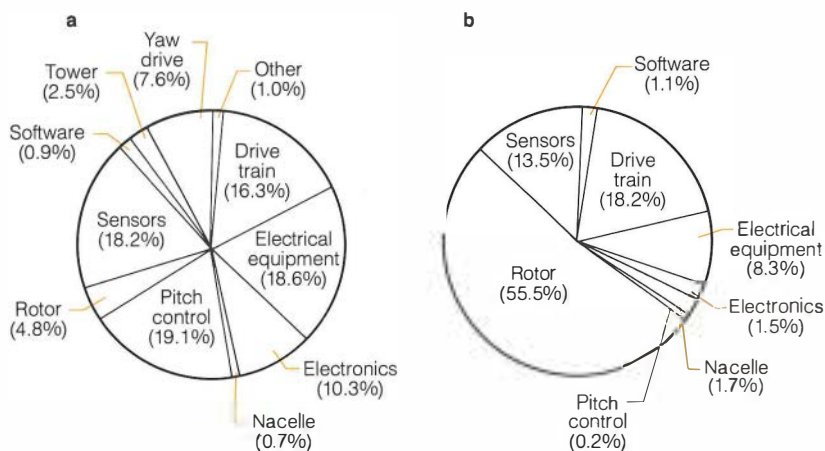 a
Yaw
drive
(7.6%)
Other
(1.0%)
Tower
(2.5%)
Software
(0.9%)
Drive
train
(16.3%)
Sensors
(18.2%)
Electrical
equipment
(18.6%)
Rotor
(4.8%)
Pitch
control
(19.1%)
Electronics
(10.3%)
Nacelle
(0.7%)
b
Software
(1.1%)
Sensors
(13.5%)
Drive
train
(18.2%)
Electrical
equipment
(8.3%)
Rotor
(55.5%)
Electronics
(1.5%)
Nacelle
(1.7%)
Pitch
control
(0.2%)